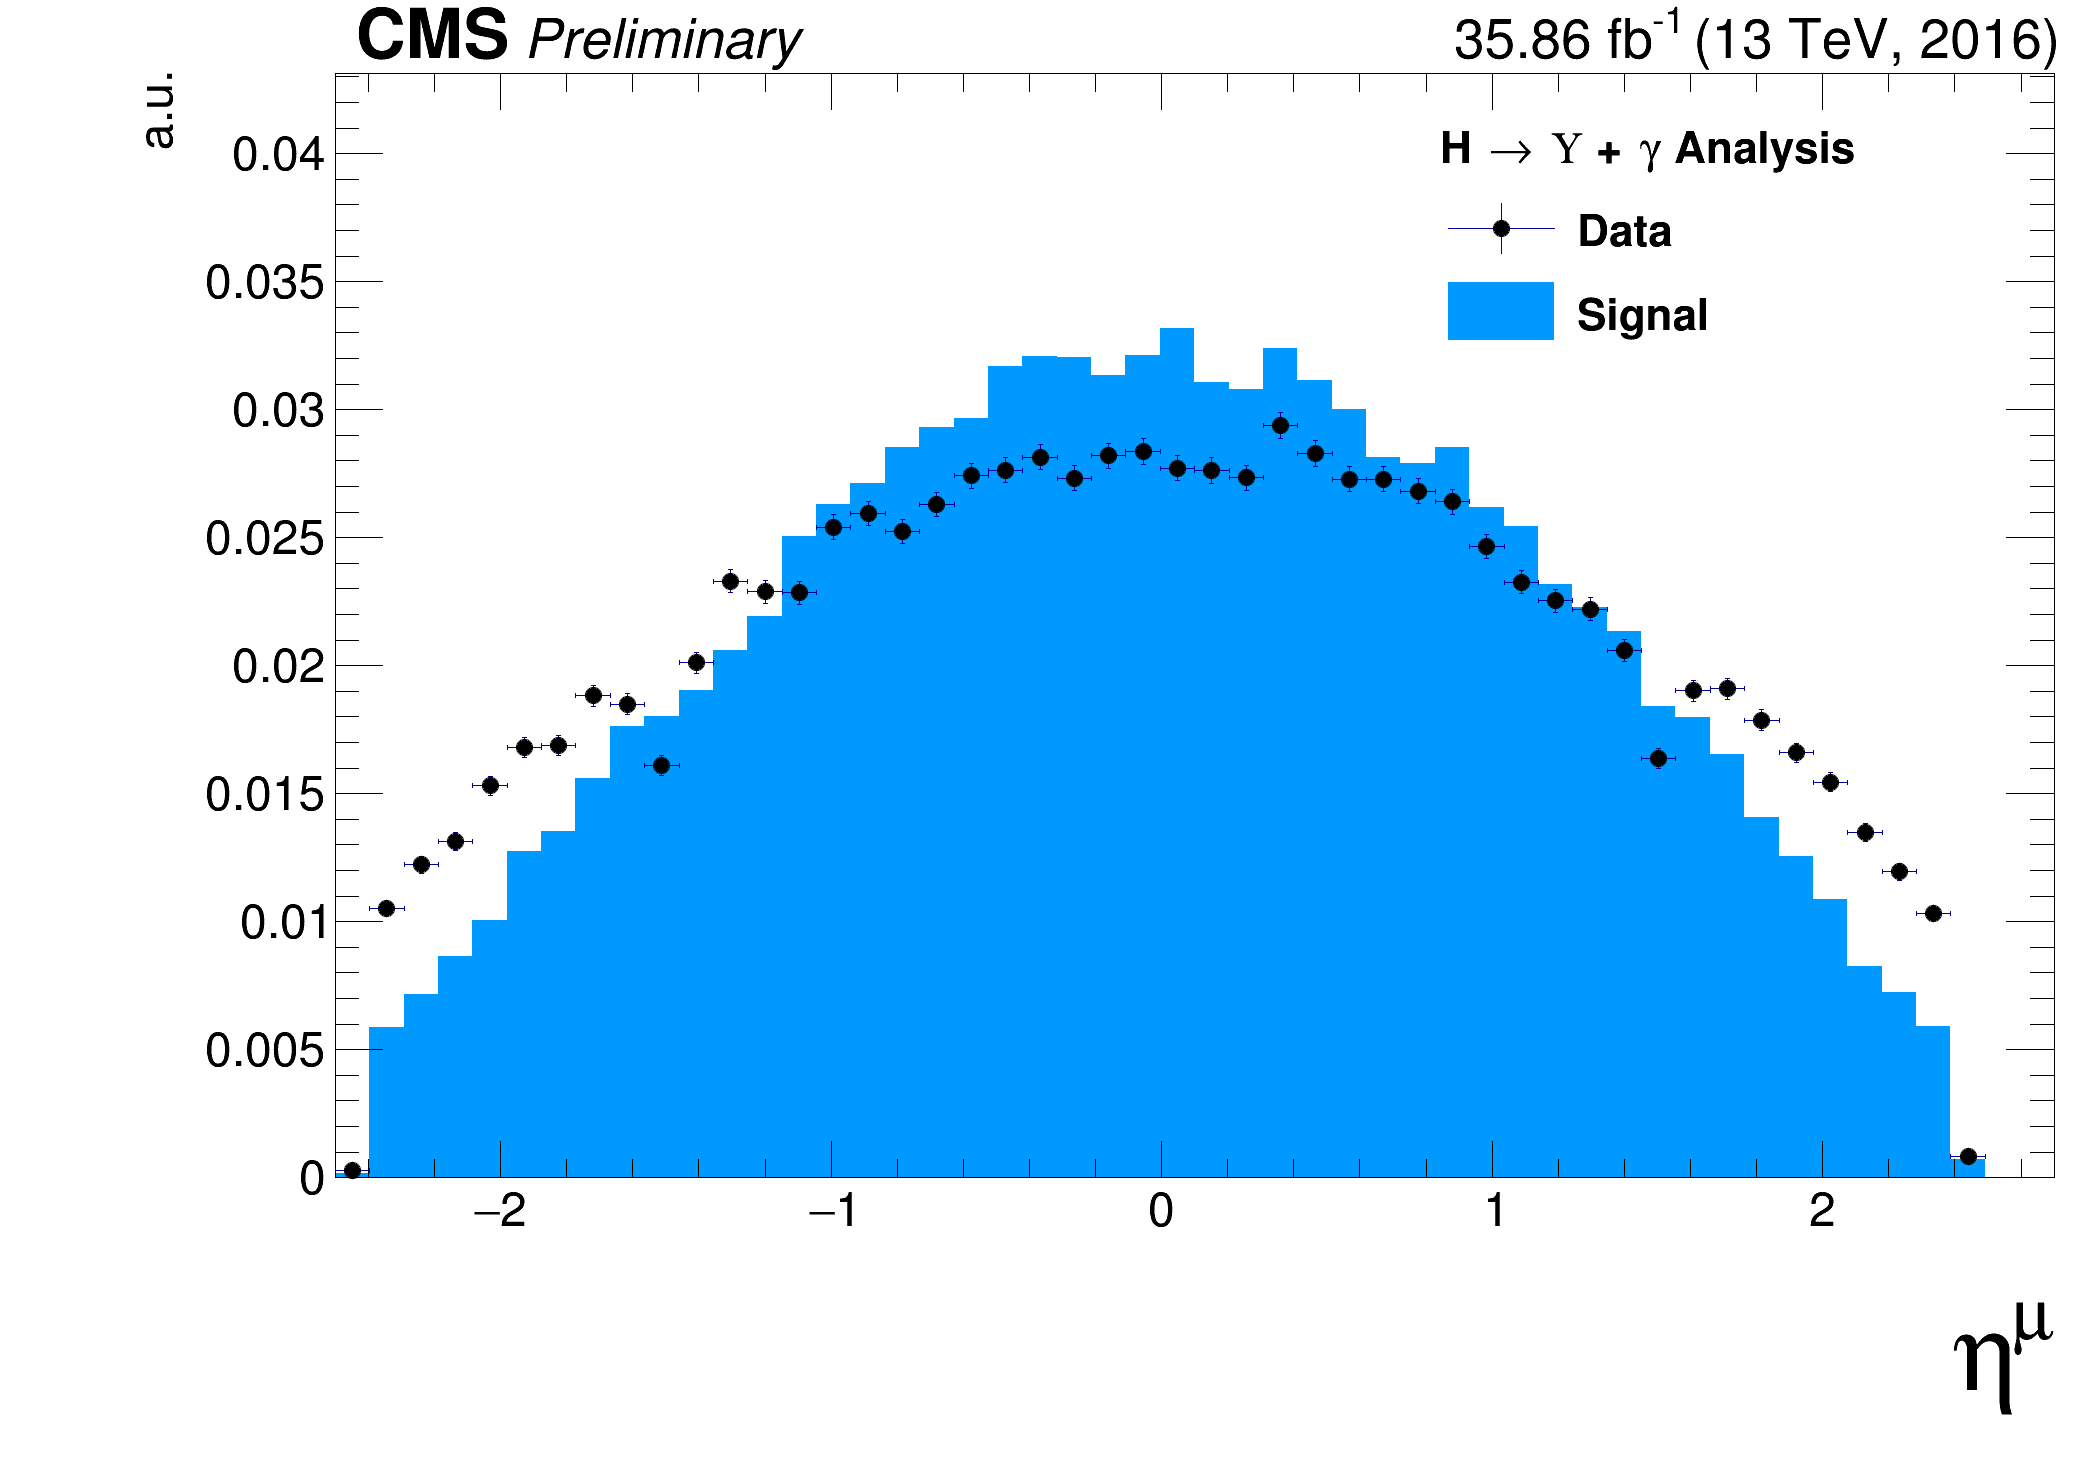 CMS Preliminary 35.86 fb⁻¹ (13 TeV, 2016)
a.u.
H → Υ + γ Analysis
Data
Signal
0.04
0.035
0.03
0.025
0.02
0.015
0.01
0.005
0
−2 −1 0 1 2
η^μ